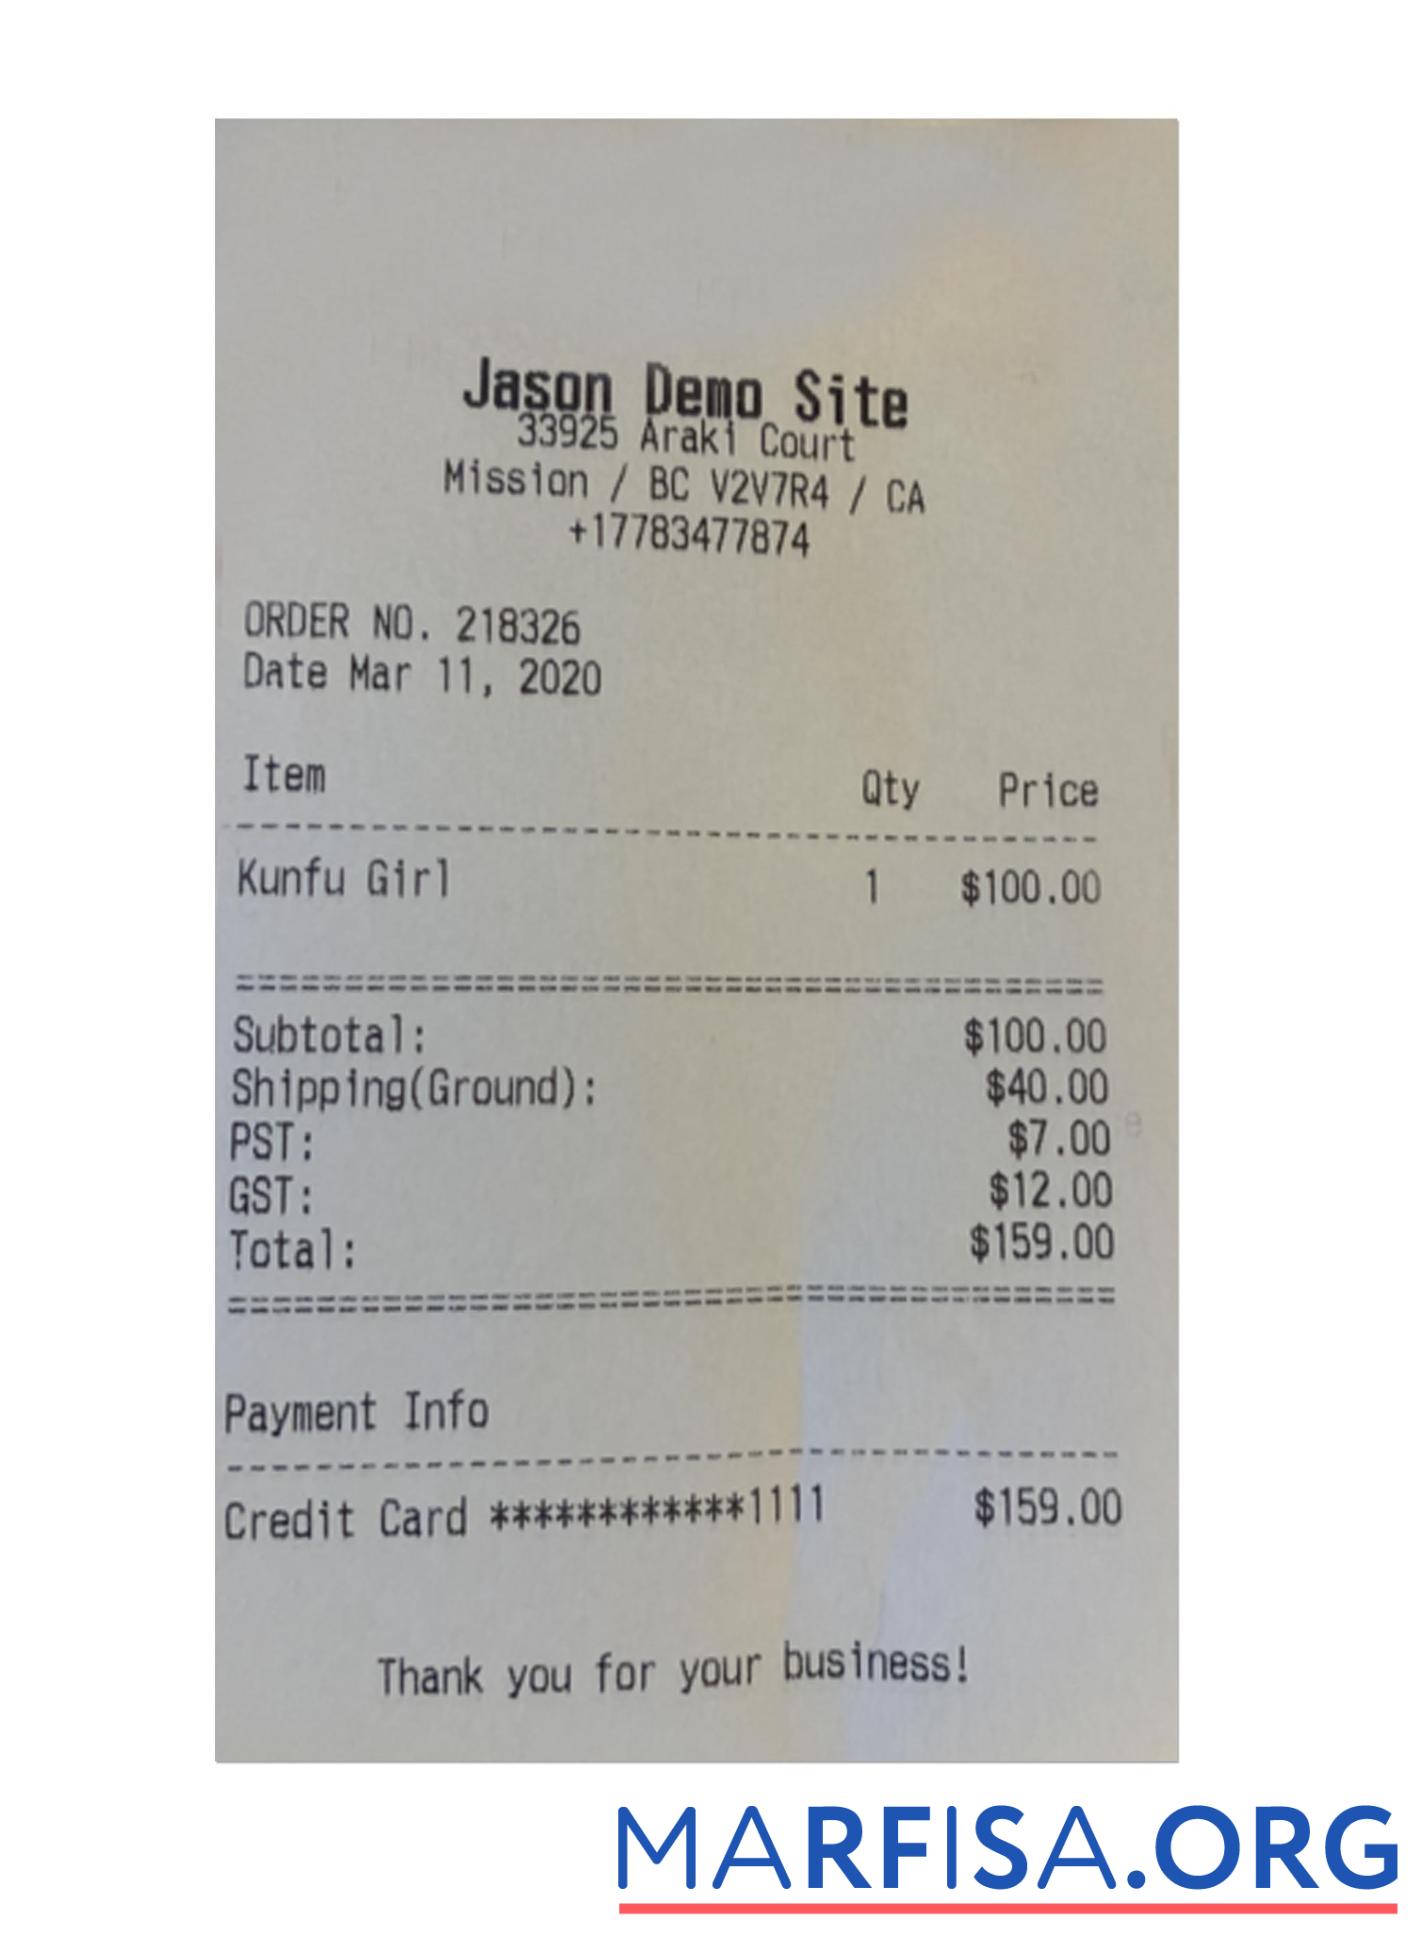 Jason Demo Site
33925 Araki Court
Mission / BC V2V7R4 / CA
+17783477874
ORDER NO. 218326
Date Mar 11, 2020
Item Qty Price
Kunfu Girl 1 $100.00
Subtotal: $100.00
Shipping(Ground): $40.00
PST: $7.00
GST: $12.00
Total: $159.00
Payment Info
Credit Card ************1111 $159.00
Thank you for your business!
MARFISA.ORG